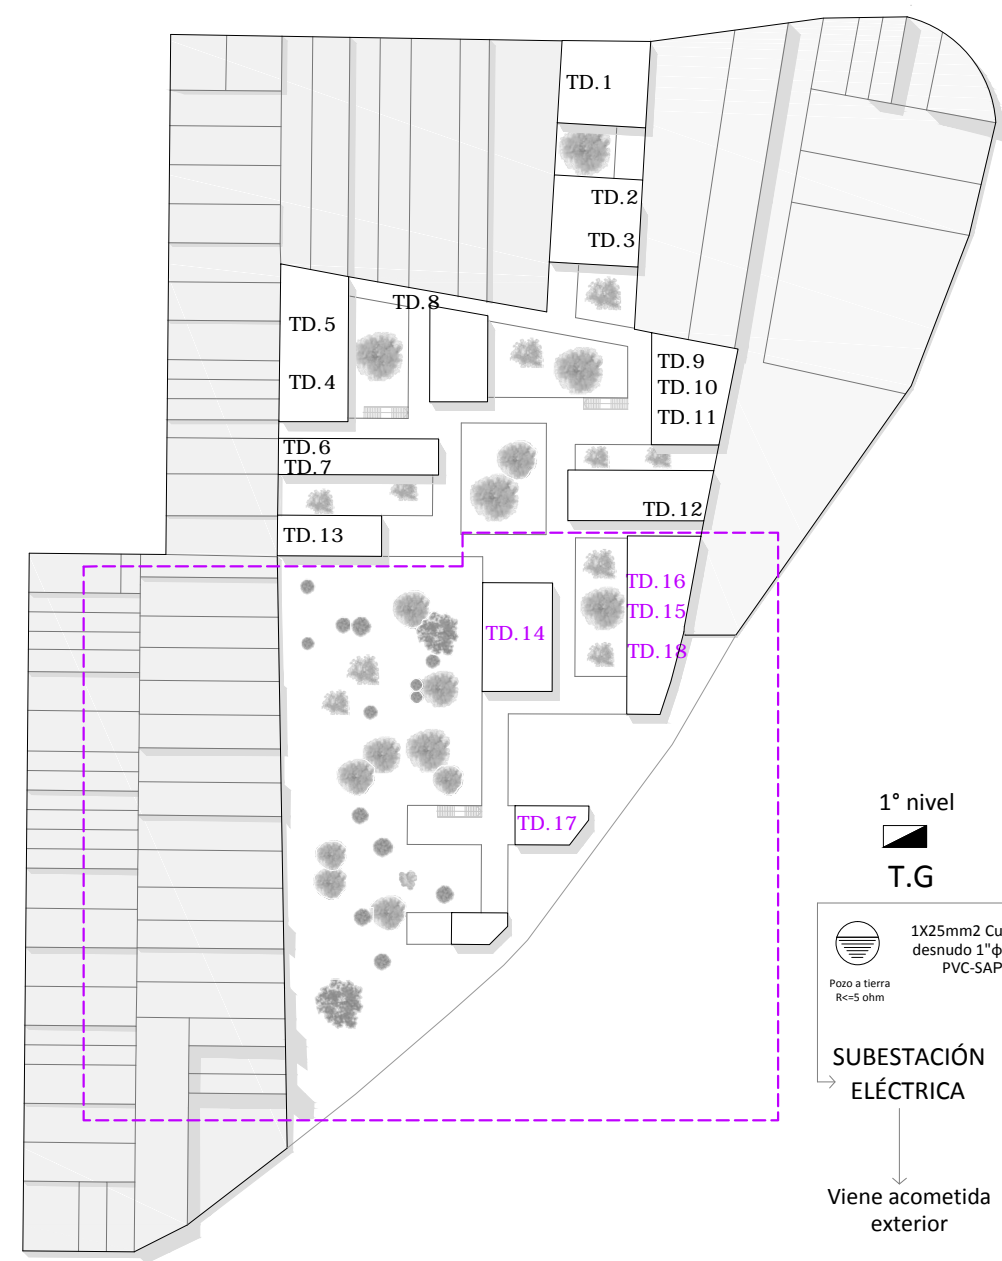 TD.1
TD.2
TD.3
TD.8
TD.5
TD.4
TD.9
TD.10
TD.11
TD.6
TD.7
TD.12
TD.13
TD.16
TD.15
TD.14
TD.18
TD.17
1° nivel
T.G
1X25mm2 Cu
desnudo 1"ф
PVC-SAP
Pozo a tierra
R<=5 ohm
SUBESTACIÓN
ELÉCTRICA
Viene acometida
exterior